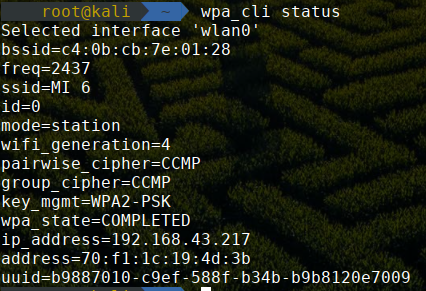 root@kali ~ wpa_cli status
Selected interface 'wlan0'
bssid=c4:0b:cb:7e:01:28
freq=2437
ssid=MI 6
id=0
mode=station
wifi_generation=4
pairwise_cipher=CCMP
group_cipher=CCMP
key_mgmt=WPA2-PSK
wpa_state=COMPLETED
ip_address=192.168.43.217
address=70:f1:1c:19:4d:3b
uuid=b9887010-c9ef-588f-b34b-b9b8120e7009